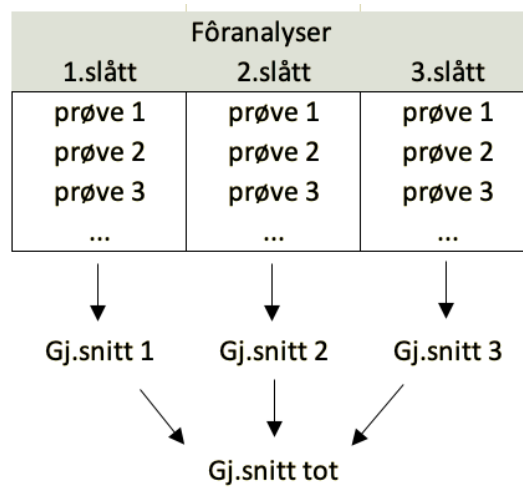 Fôranalyser
1.slått 2.slått 3.slått
prøve 1 prøve 1 prøve 1
prøve 2 prøve 2 prøve 2
prøve 3 prøve 3 prøve 3
... ... ...
Gj.snitt 1 Gj.snitt 2 Gj.snitt 3
Gj.snitt tot